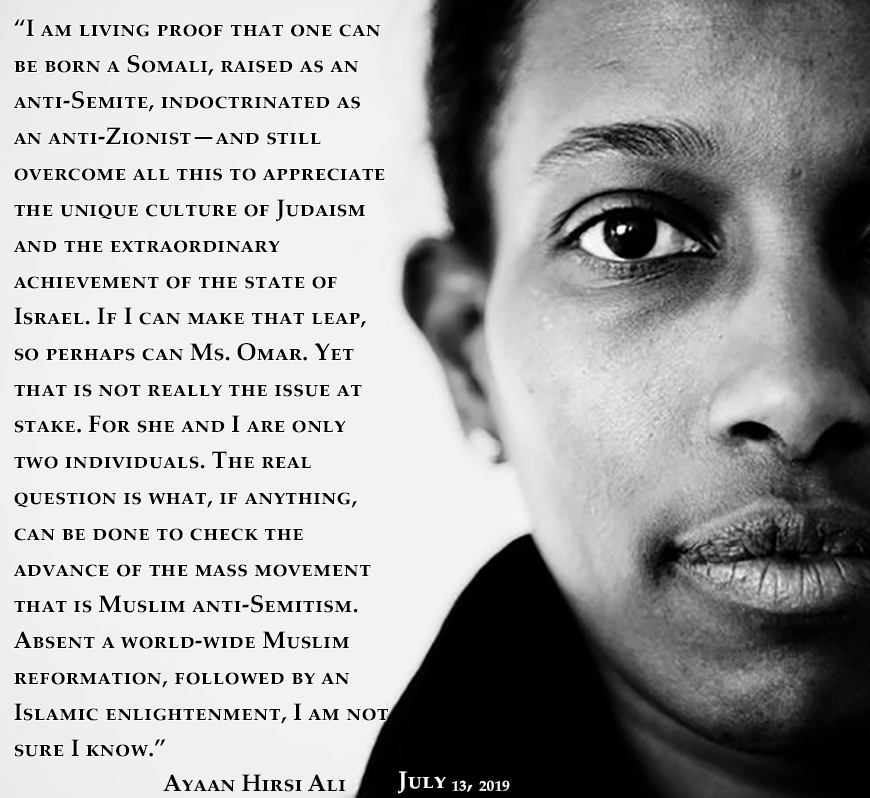 “I am living proof that one can
be born a Somali, raised as an
anti-Semite, indoctrinated as
an anti-Zionist—and still
overcome all this to appreciate
the unique culture of Judaism
and the extraordinary
achievement of the state of
Israel. If I can make that leap,
so perhaps can Ms. Omar. Yet
that is not really the issue at
stake. For she and I are only
two individuals. The real
question is what, if anything,
can be done to check the
advance of the mass movement
that is Muslim anti-Semitism.
Absent a world-wide Muslim
reformation, followed by an
Islamic enlightenment, I am not
sure I know.”
Ayaan Hirsi Ali July 13, 2019